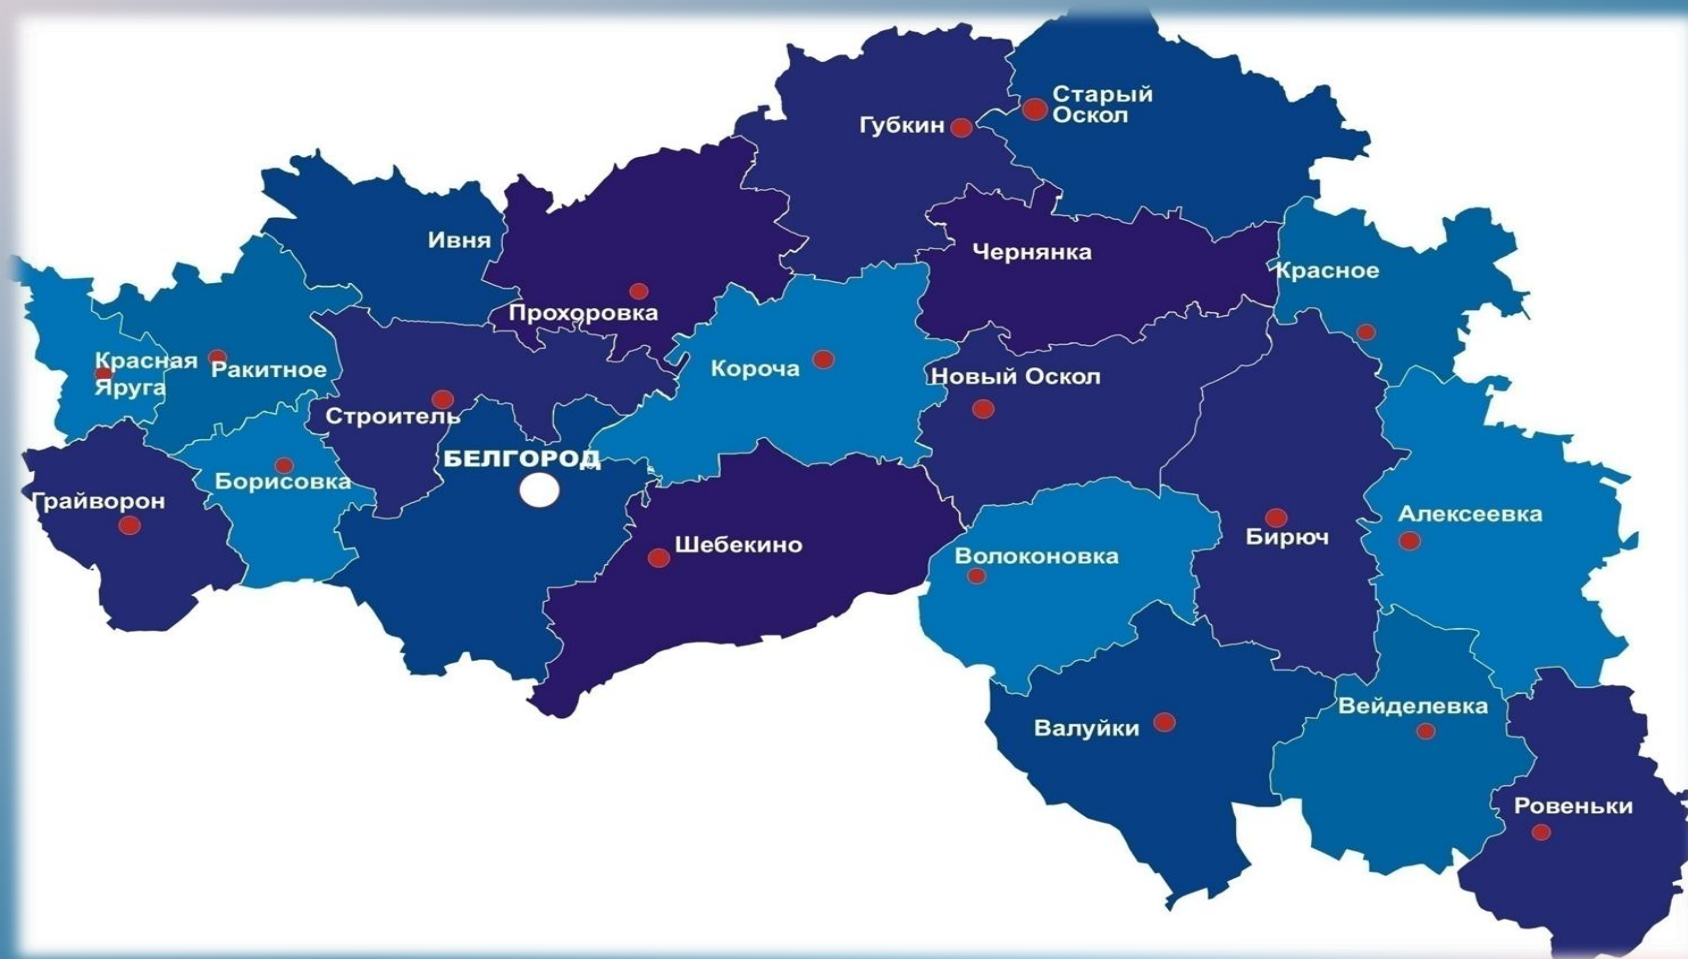 Старый
Оскол
Губкин
Ивня
Чернянка
Красное
Прохоровка
Красная
Яруга
Ракитное
Короча
Новый Оскол
Строитель
БЕЛГОРОД
Борисовка
Грайворон
Шебекино
Волоконовка
Бирюч
Алексеевка
Валуйки
Вейделевка
Ровеньки